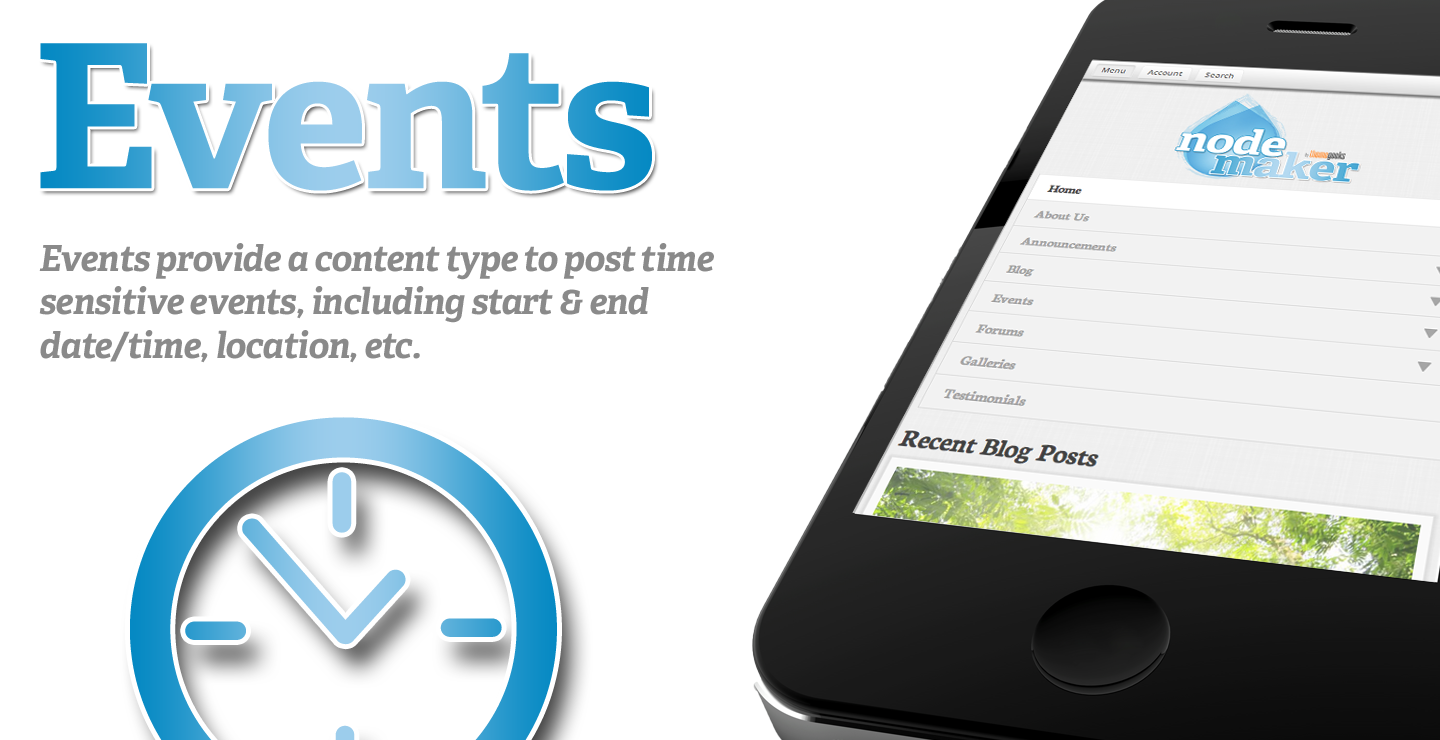 Events
Events provide a content type to post time
sensitive events, including start & end
date/time, location, etc.
Menu Account Search
node
by themegeeks
maker
Home
About Us
Announcements
Blog
Events
Forums
Galleries
Testimonials
Recent Blog Posts